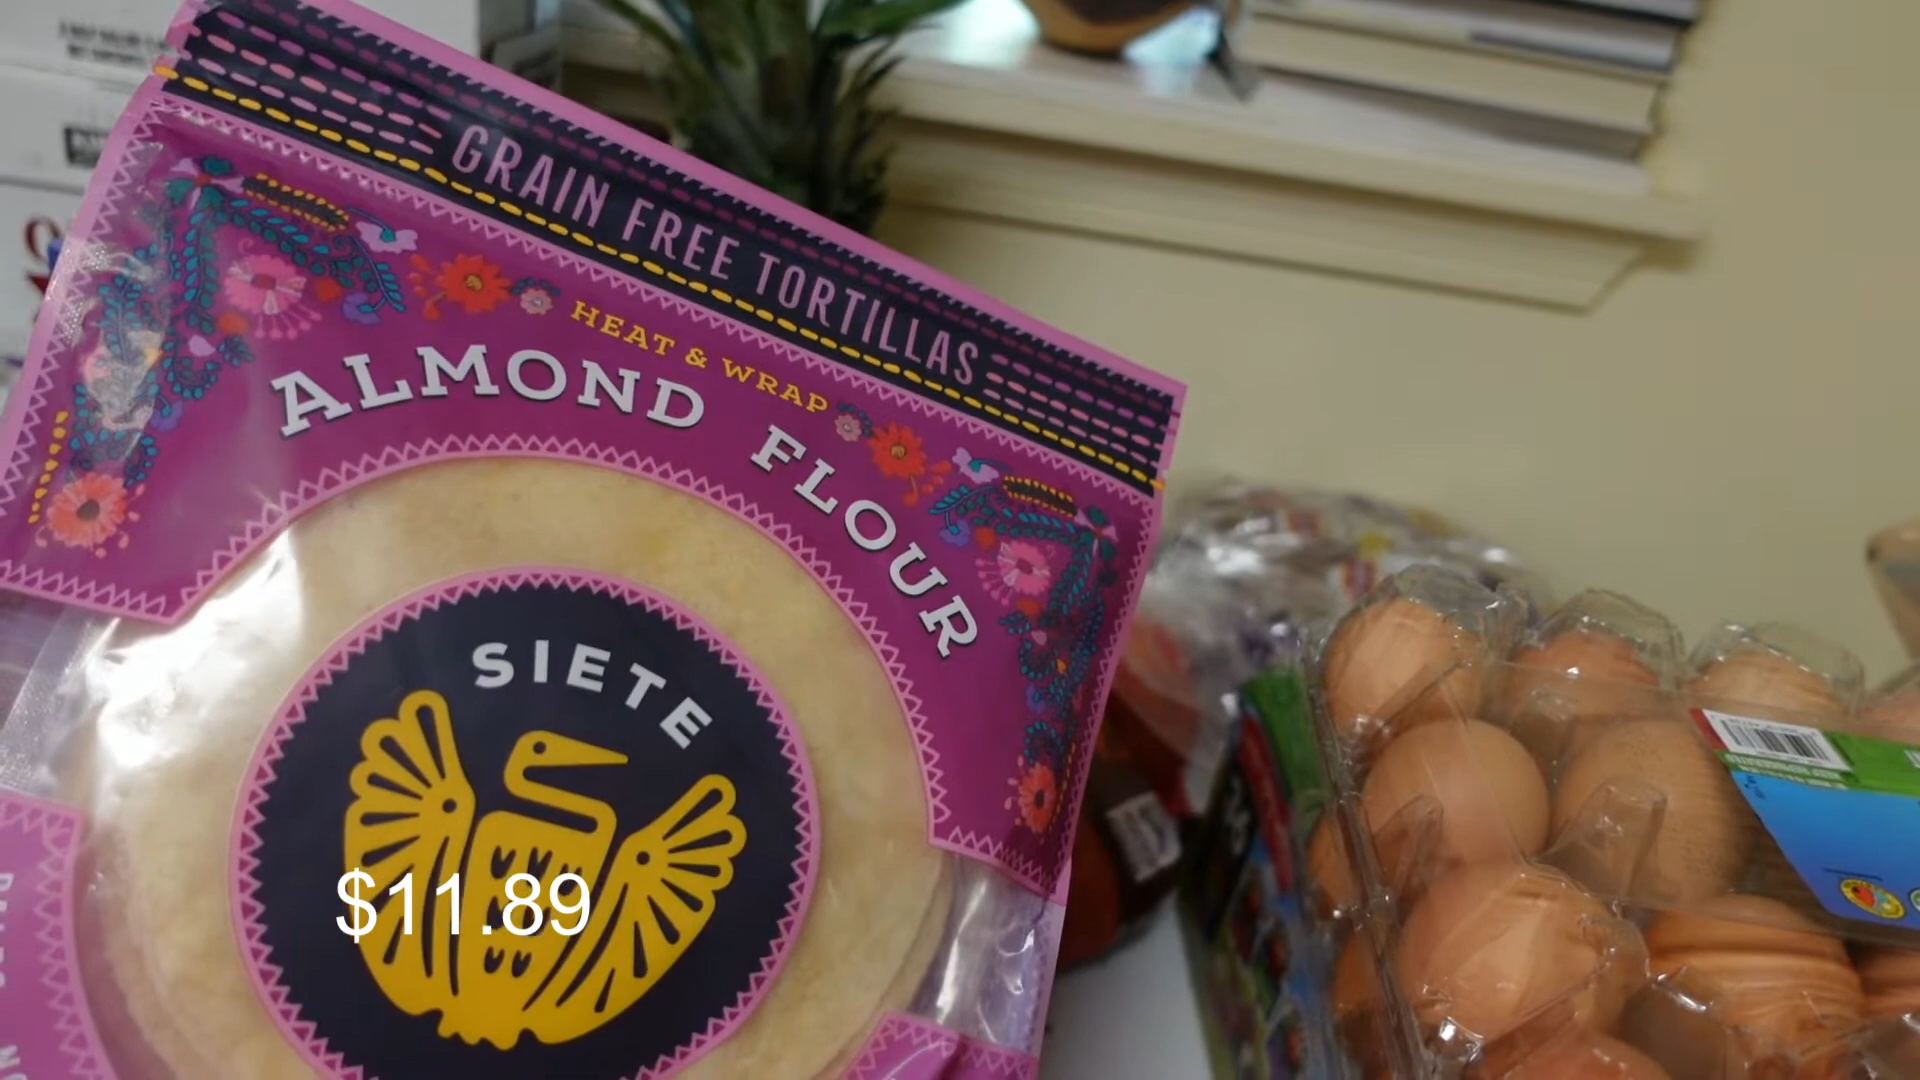 GRAIN FREE TORTILLAS
HEAT & WRAP
ALMOND FLOUR
SIETE
$11.89